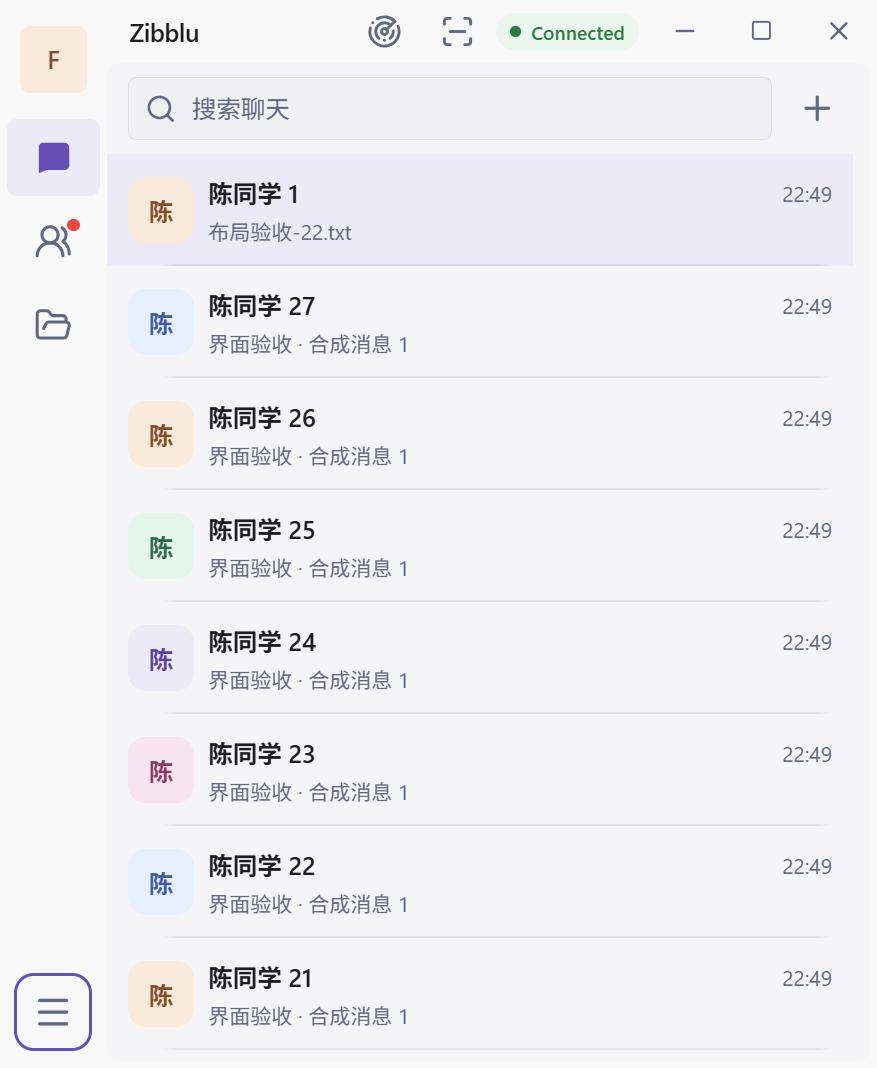 F
Zibblu
Connected
搜索聊天
陈
陈同学 1
22:49
布局验收-22.txt
陈
陈同学 27
22:49
界面验收 · 合成消息 1
陈
陈同学 26
22:49
界面验收 · 合成消息 1
陈
陈同学 25
22:49
界面验收 · 合成消息 1
陈
陈同学 24
22:49
界面验收 · 合成消息 1
陈
陈同学 23
22:49
界面验收 · 合成消息 1
陈
陈同学 22
22:49
界面验收 · 合成消息 1
陈
陈同学 21
22:49
界面验收 · 合成消息 1